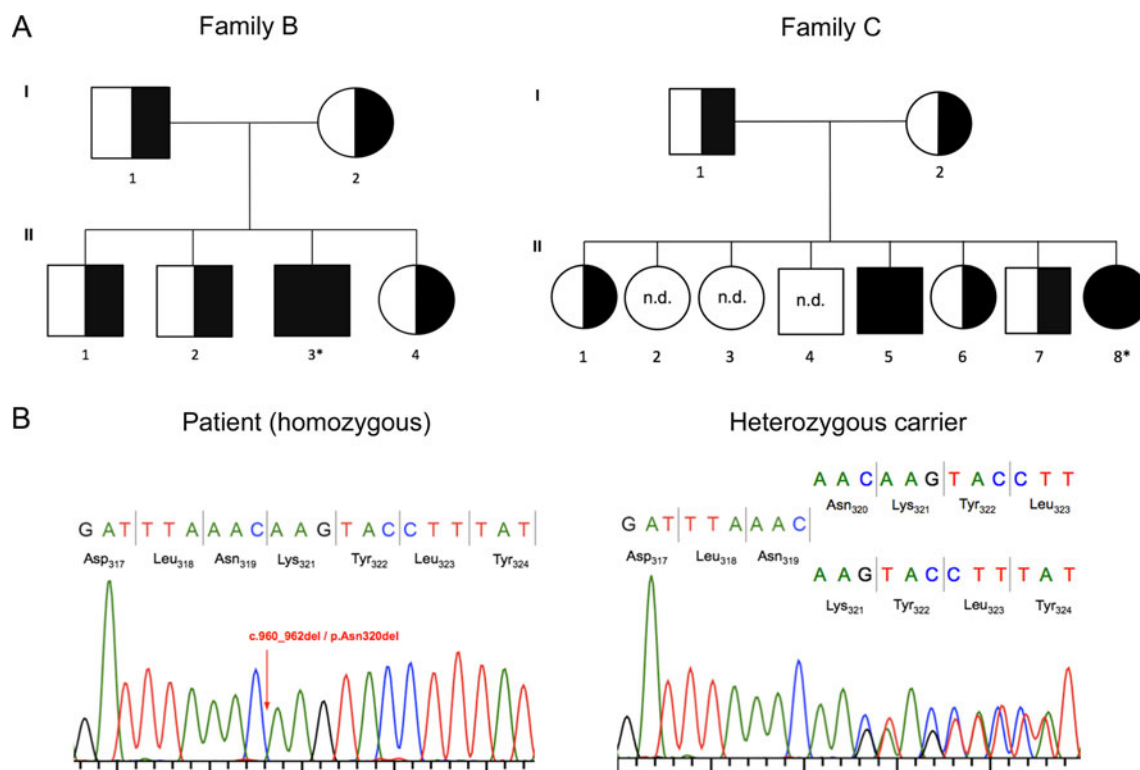 A
Family B
Family C
I
1
2
I
1
2
II
1
2
3*
4
II
n.d.
n.d.
n.d.
1
2
3
4
5
6
7
8*
B
Patient (homozygous)
Heterozygous carrier
G A T T T A A A C A A G T A C C T T T A T
Asp317 Leu318 Asn319 Lys321 Tyr322 Leu323 Tyr324
c.960_962del / p.Asn320del
A A C A A G T A C C T T
Asn320 Lys321 Tyr322 Leu323
G A T T T A A A C
Asp317 Leu318 Asn319
A A G T A C C T T T A T
Lys321 Tyr322 Leu323 Tyr324